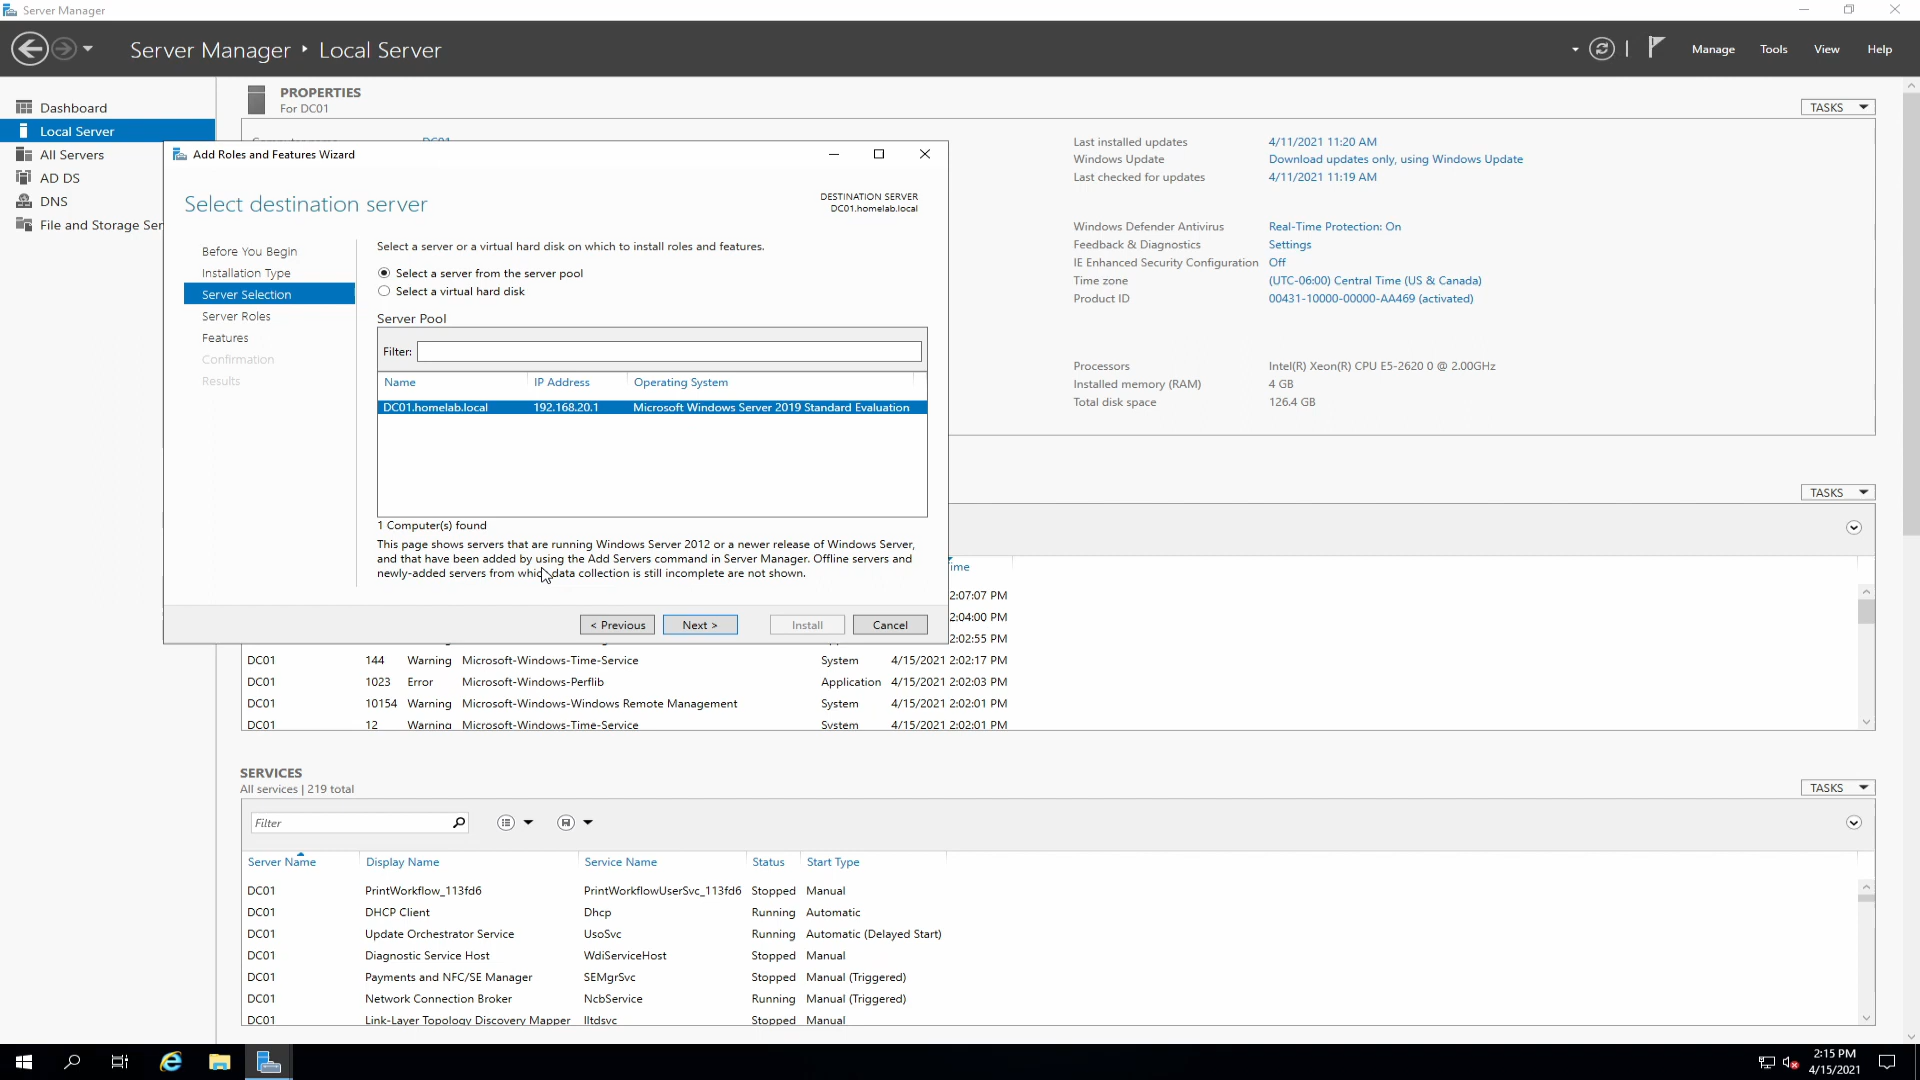 Server Manager
Server Manager ‣ Local Server
Manage
Tools
View
Help
Dashboard
Local Server
All Servers
AD DS
DNS
File and Storage Ser
PROPERTIES
For DC01
TASKS
DC01
Last installed updates
4/11/2021 11:20 AM
Windows Update
Download updates only, using Windows Update
Last checked for updates
4/11/2021 11:19 AM
Windows Defender Antivirus
Real-Time Protection: On
Feedback & Diagnostics
Settings
IE Enhanced Security Configuration
Off
Time zone
(UTC-06:00) Central Time (US & Canada)
Product ID
00431-10000-00000-AA469 (activated)
Processors
Intel(R) Xeon(R) CPU E5-2620 0 @ 2.00GHz
Installed memory (RAM)
4 GB
Total disk space
126.4 GB
Add Roles and Features Wizard
Select destination server
DESTINATION SERVER
DC01.homelab.local
Before You Begin
Installation Type
Server Selection
Server Roles
Features
Confirmation
Results
Select a server or a virtual hard disk on which to install roles and features.
Select a server from the server pool
Select a virtual hard disk
Server Pool
Filter:
Name IP Address Operating System
DC01.homelab.local 192.168.20.1 Microsoft Windows Server 2019 Standard Evaluation
1 Computer(s) found
This page shows servers that are running Windows Server 2012 or a newer release of Windows Server,
and that have been added by using the Add Servers command in Server Manager. Offline servers and
newly-added servers from which data collection is still incomplete are not shown.
< Previous
Next >
Install
Cancel
TASKS
ime
2:07:07 PM
2:04:00 PM
2:02:55 PM
DC01 144 Warning Microsoft-Windows-Time-Service System 4/15/2021 2:02:17 PM
DC01 1023 Error Microsoft-Windows-Perflib Application 4/15/2021 2:02:03 PM
DC01 10154 Warning Microsoft-Windows-Windows Remote Management System 4/15/2021 2:02:01 PM
DC01 12 Warning Microsoft-Windows-Time-Service System 4/15/2021 2:02:01 PM
SERVICES
All services | 219 total
TASKS
Filter
Server Name Display Name Service Name Status Start Type
DC01 PrintWorkflow_113fd6 PrintWorkflowUserSvc_113fd6 Stopped Manual
DC01 DHCP Client Dhcp Running Automatic
DC01 Update Orchestrator Service UsoSvc Running Automatic (Delayed Start)
DC01 Diagnostic Service Host WdiServiceHost Stopped Manual
DC01 Payments and NFC/SE Manager SEMgrSvc Stopped Manual (Triggered)
DC01 Network Connection Broker NcbService Running Manual (Triggered)
DC01 Link-Layer Topology Discovery Mapper lltdsvc Stopped Manual
2:15 PM
4/15/2021